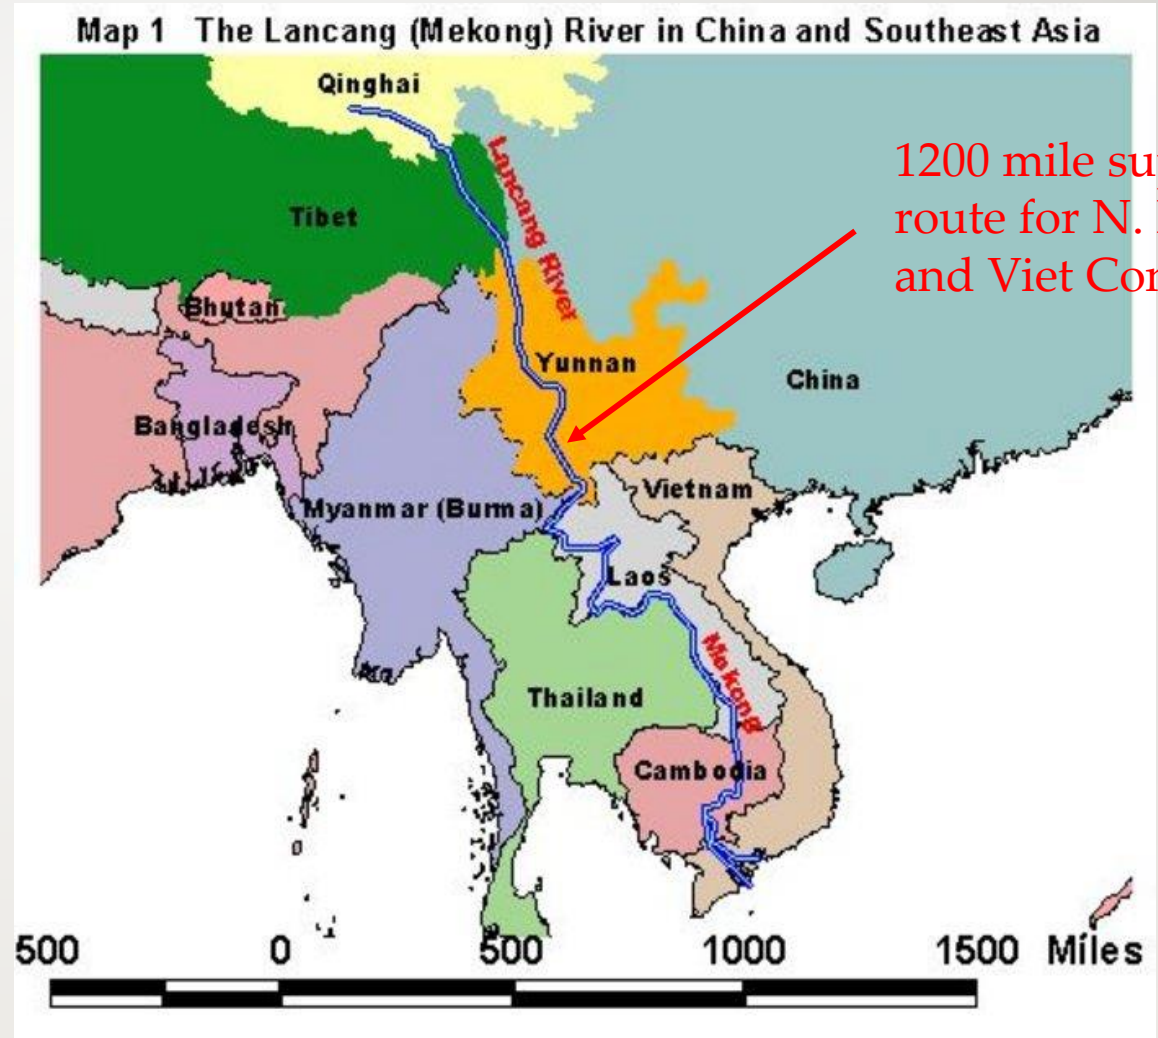 Map 1 The Lancang (Mekong) River in China and Southeast Asia
Qinghai
Lancang River
1200 mile
route for N.
and Viet
Tibet
Bhutan
Yunnan
China
Bangladesh
Vietnam
Myanmar (Burma)
Laos
Mekong
Thailand
Cambodia
500 0 500 1000 1500 Miles